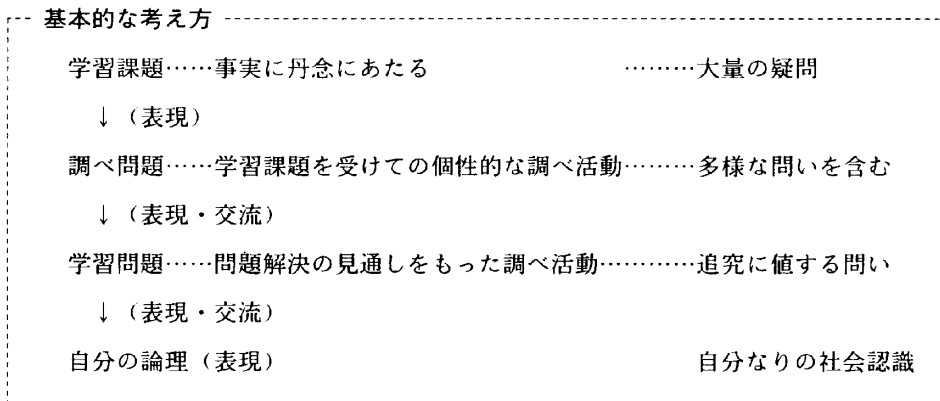 基本的な考え方
学習課題……事実に丹念にあたる ………大量の疑問
↓（表現）
調べ問題……学習課題を受けての個性的な調べ活動………多様な問いを含む
↓（表現・交流）
学習問題……問題解決の見通しをもった調べ活動…………追究に値する問い
↓（表現・交流）
自分の論理（表現） 自分なりの社会認識